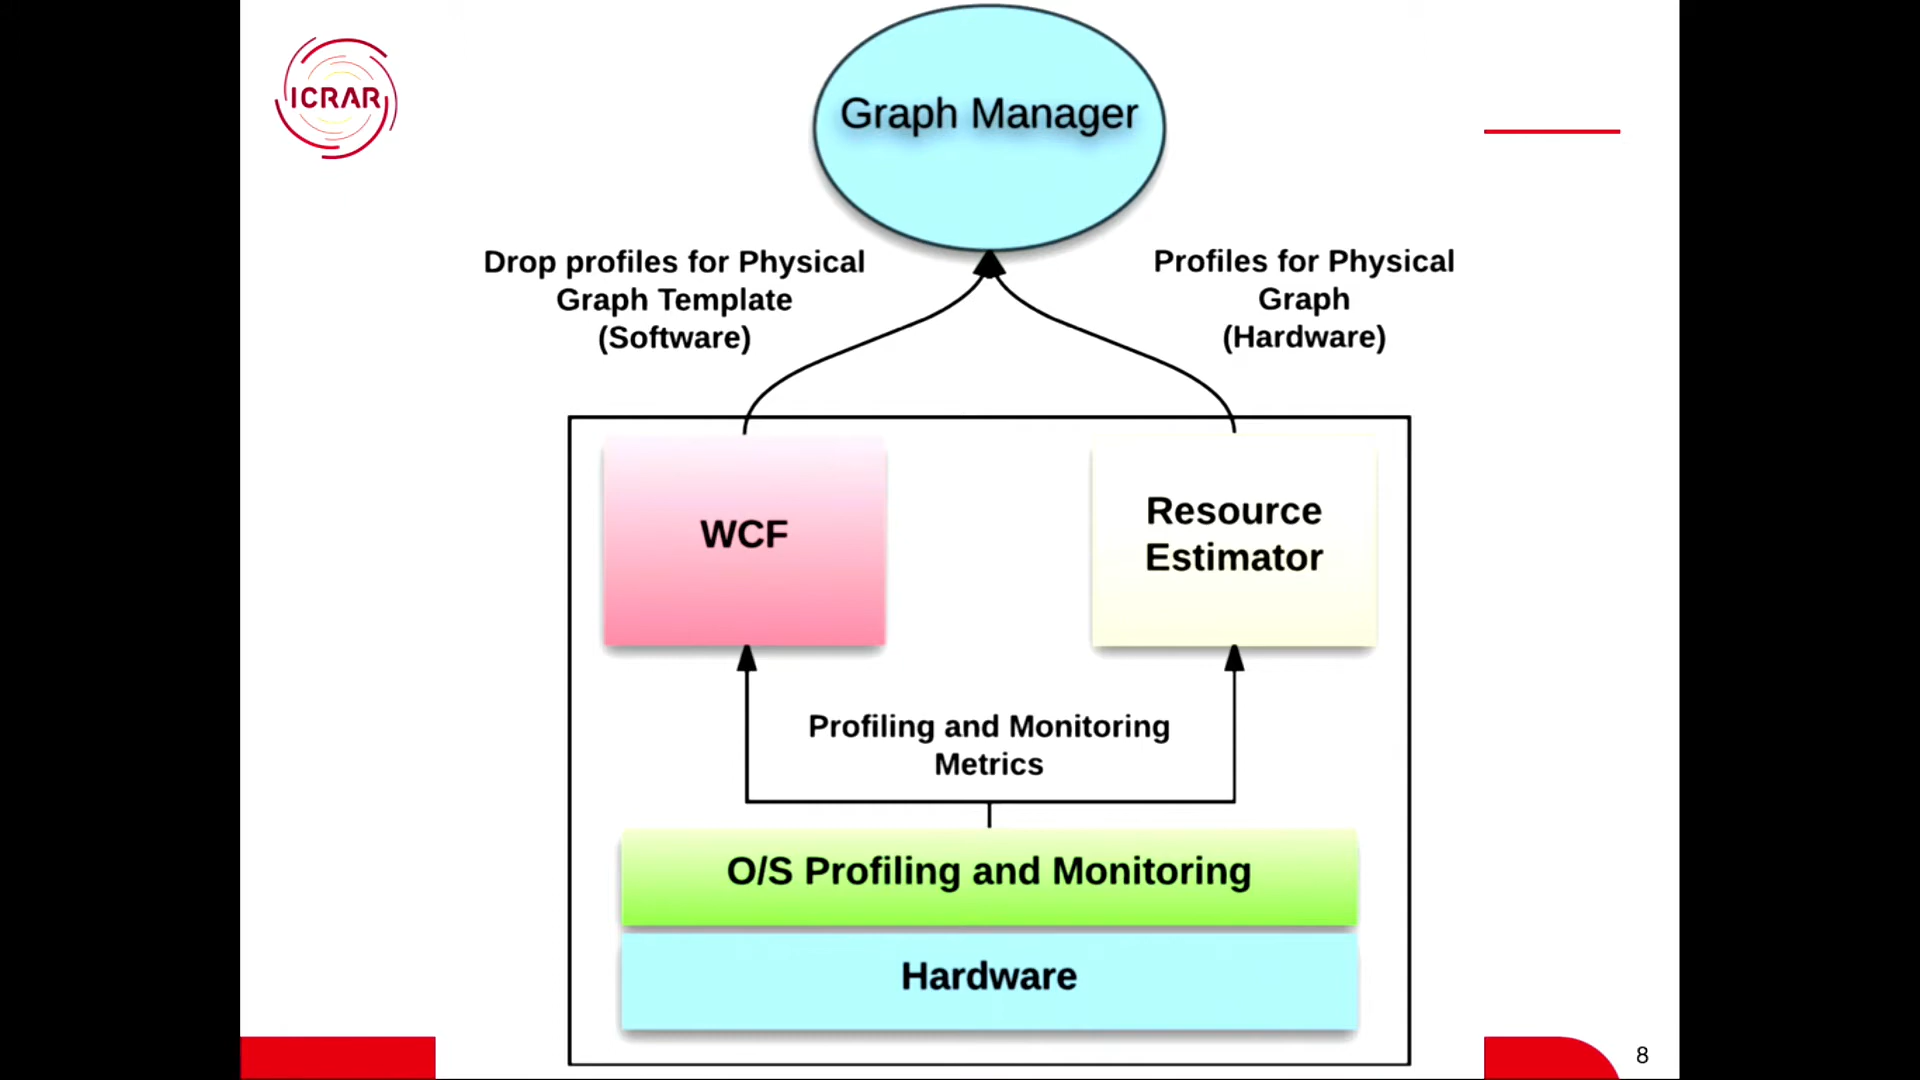 ICRAR
Graph Manager
Drop profiles for Physical
Graph Template
(Software)
Profiles for Physical
Graph
(Hardware)
WCF
Resource
Estimator
Profiling and Monitoring
Metrics
O/S Profiling and Monitoring
Hardware
8